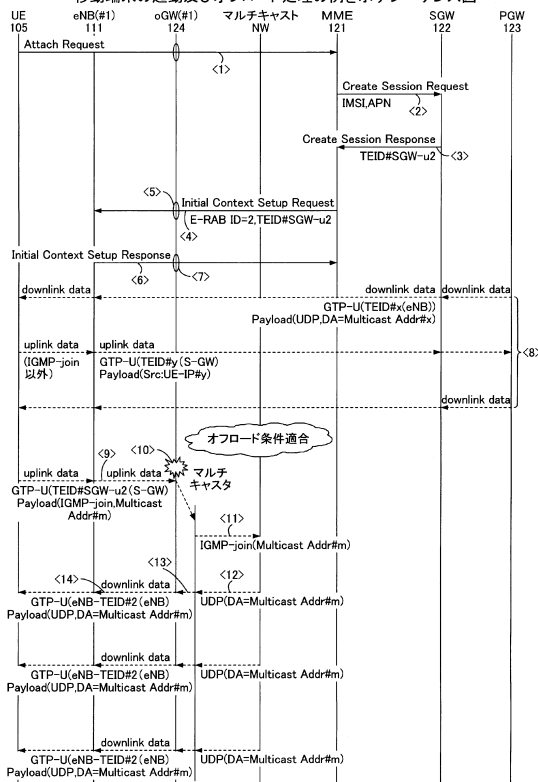 UE eNB(#1) oGW(#1) マルチキャスト MME SGW PGW
105 111 124 NW 121 122 123
Attach Request
<1>
Create Session Request
IMSI,APN <2>
Create Session Response
TEID#SGW-u2 <3>
<5> Initial Context Setup Request
E-RAB ID=2,TEID#SGW-u2
<4>
Initial Context Setup Response
<6> <7>
downlink data downlink data downlink data
GTP-U(TEID#x(eNB))
Payload(UDP,DA=Multicast Addr#x)
<8>
uplink data uplink data
(IGMP-join GTP-U(TEID#y(S-GW)
以外) Payload(Src:UE-IP#y)
downlink data
オフロード条件適合
<9> <10>
uplink data uplink data マルチ
キャスタ
GTP-U(TEID#SGW-u2(S-GW)
Payload(IGMP-join,Multicast
Addr#m)
<11>
IGMP-join(Multicast Addr#m)
<14> downlink data <13> <12>
GTP-U(eNB-TEID#2(eNB) UDP(DA=Multicast Addr#m)
Payload(UDP,DA=Multicast Addr#m)
downlink data
GTP-U(eNB-TEID#2(eNB) UDP(DA=Multicast Addr#m)
Payload(UDP,DA=Multicast Addr#m)
downlink data
GTP-U(eNB-TEID#2(eNB) UDP(DA=Multicast Addr#m)
Payload(UDP,DA=Multicast Addr#m)